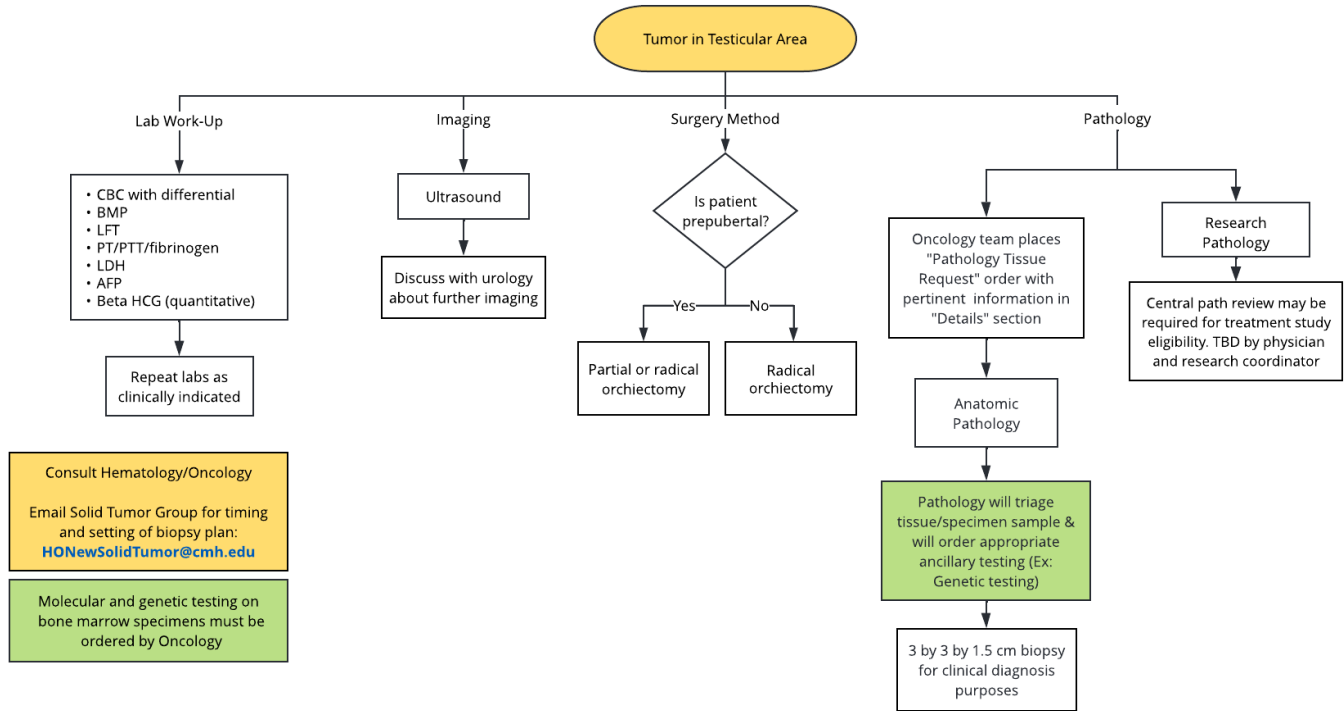 Tumor in Testicular Area
Lab Work-Up
Imaging
Surgery Method
Pathology
• CBC with differential
• BMP
• LFT
• PT/PTT/fibrinogen
• LDH
• AFP
• Beta HCG (quantitative)
Repeat labs as
clinically indicated
Ultrasound
Discuss with urology
about further imaging
Is patient
prepubertal?
Yes
No
Partial or radical
orchiectomy
Radical
orchiectomy
Oncology team places
"Pathology Tissue
Request" order with
pertinent information in
"Details" section
Anatomic
Pathology
Pathology will triage
tissue/specimen sample &
will order appropriate
ancillary testing (Ex:
Genetic testing)
3 by 3 by 1.5 cm biopsy
for clinical diagnosis
purposes
Research
Pathology
Central path review may be
required for treatment study
eligibility. TBD by physician
and research coordinator
Consult Hematology/Oncology
Email Solid Tumor Group for timing
and setting of biopsy plan:
HONewSolidTumor@cmh.edu
Molecular and genetic testing on
bone marrow specimens must be
ordered by Oncology